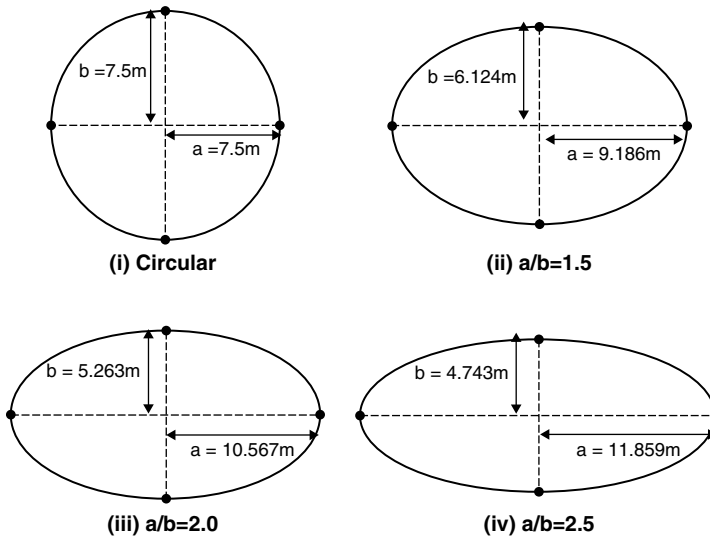 b =7.5m
a =7.5m
(i) Circular
b =6.124m
a = 9.186m
(ii) a/b=1.5
b = 5.263m
a = 10.567m
(iii) a/b=2.0
b = 4.743m
a = 11.859m
(iv) a/b=2.5